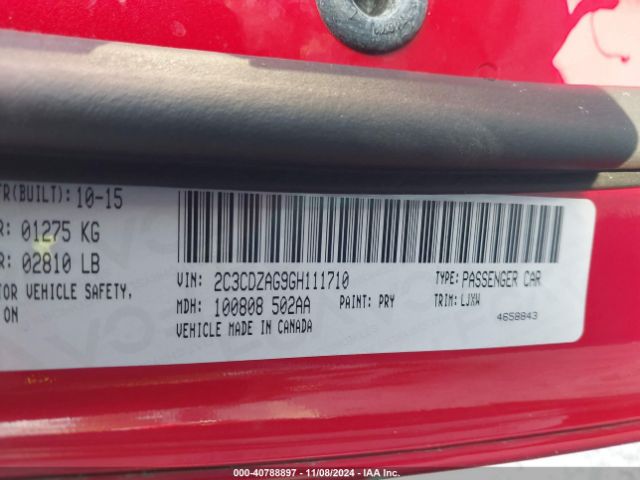 TR(BUILT): 10-15
R: 01275 KG
R: 02810 LB
TOR VEHICLE SAFETY,
ON
VIN: 2C3CDZAG9GH111710
TYPE: PASSENGER CAR
MDH: 100808 502AA
PAINT: PRY
TRIM: LJXW
VEHICLE MADE IN CANADA
4658843
000-40788897 - 11/08/2024 - IAA Inc.